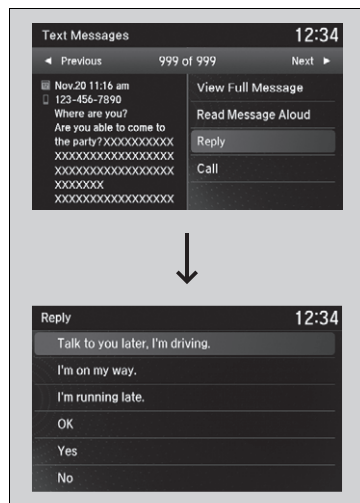 Text Messages 12:34
◄ Previous 999 of 999 Next ►
Nov.20 11:16 am
123-456-7890
Where are you?
Are you able to come to
the party?XXXXXXXXXX
XXXXXXXXXXXXXXXXX
XXXXXXXXXXXXXXXXX
XXXXXXX
XXXXXXXXXXXXXXXXX
View Full Message
Read Message Aloud
Reply
Call
Reply 12:34
Talk to you later, I'm driving.
I'm on my way.
I'm running late.
OK
Yes
No